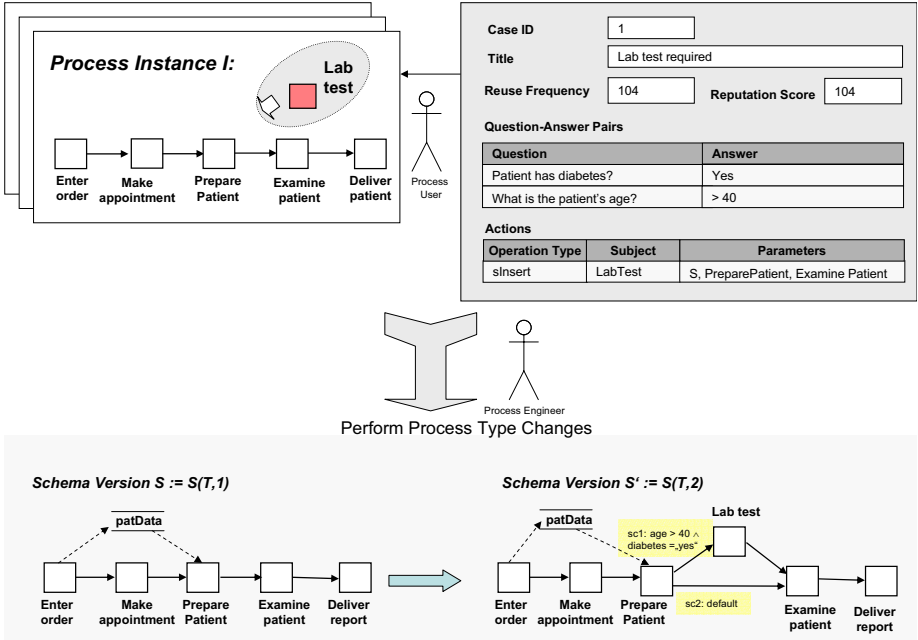 Process Instance I:
Lab
test
Enter
order
Make
appointment
Prepare
Patient
Examine
patient
Deliver
patient
Process
User
Case ID
1
Title
Lab test required
Reuse Frequency
104
Reputation Score
104
Question-Answer Pairs
Question Answer
Patient has diabetes? Yes
What is the patient's age? > 40
Actions
Operation Type Subject Parameters
sInsert LabTest S, PreparePatient, Examine Patient
Process Engineer
Perform Process Type Changes
Schema Version S := S(T,1)
patData
Enter
order
Make
appointment
Prepare
Patient
Examine
patient
Deliver
report
Schema Version S‘ := S(T,2)
patData
sc1: age > 40 ∧
diabetes =„yes“
Lab test
sc2: default
Enter
order
Make
appointment
Prepare
Patient
Examine
patient
Deliver
report